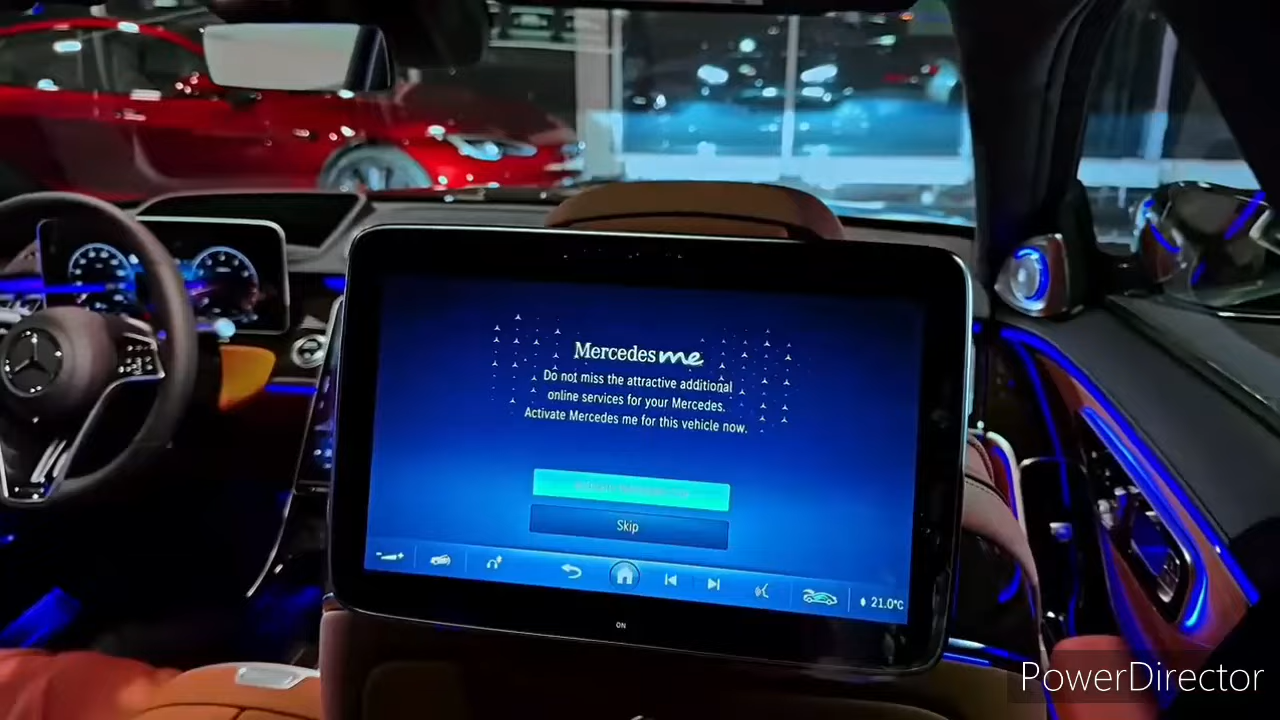 Mercedes me
Do not miss the attractive additional
online services for your Mercedes.
Activate Mercedes me for this vehicle now.
Skip
21.0°C
ON
PowerDirector